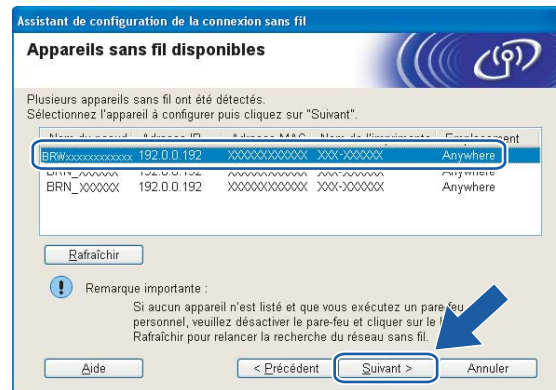 Assistant de configuration de la connexion sans fil
Appareils sans fil disponibles
Plusieurs appareils sans fil ont été détectés.
Sélectionnez l'appareil à configurer puis cliquez sur "Suivant".
Nom du noeud Adresse IP Adresse MAC Nom de l'imprimante Emplacement
BRWxxxxxxxxxxxx 192.0.0.192 XXXXXXXXXXXX XXX-XXXXXX Anywhere
BRN_XXXXXX 192.0.0.192 XXXXXXXXXXXX XXX-XXXXXX Anywhere
BRN_XXXXXX 192.0.0.192 XXXXXXXXXXXX XXX-XXXXXX Anywhere
Rafraîchir
Remarque importante :
Si aucun appareil n'est listé et que vous exécutez un pare-feu
personnel, veuillez désactiver le pare-feu et cliquer sur le
Rafraîchir pour relancer la recherche du réseau sans fil.
Aide < Précédent Suivant > Annuler